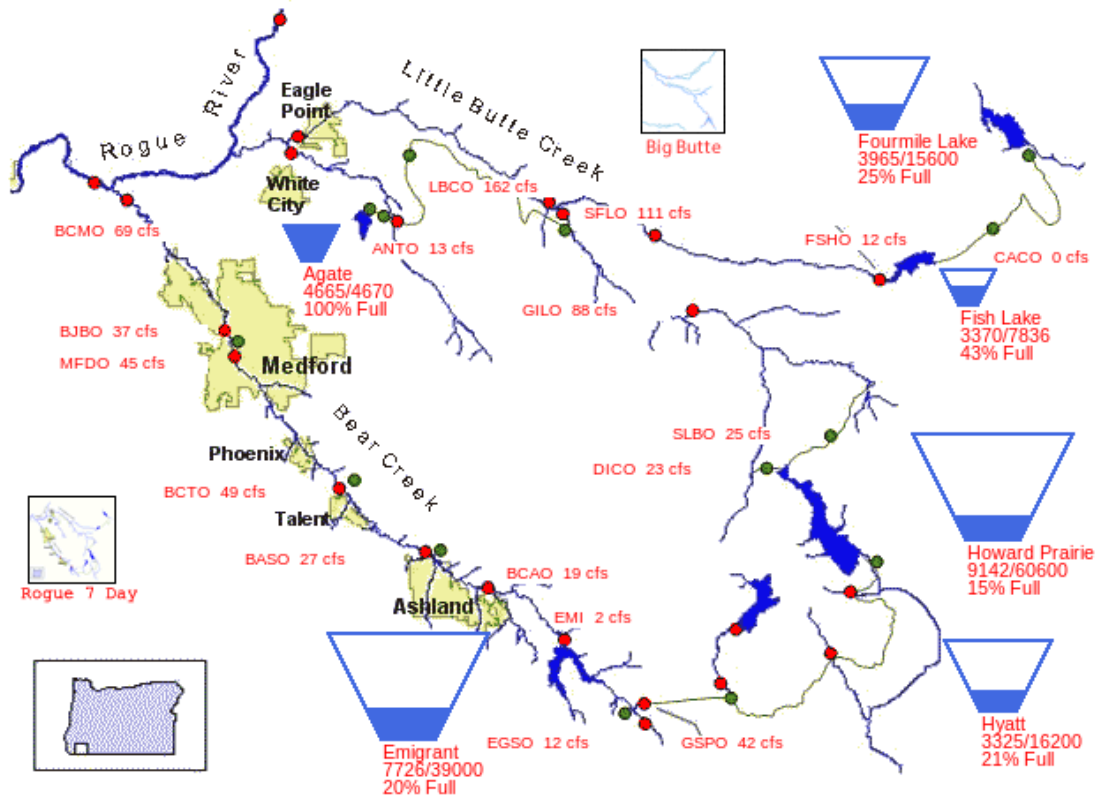 Rogue River
Eagle
Point
Little Butte Creek
Big Butte
Fourmile Lake
3965/15600
25% Full
White
City
LBCO 162 cfs
SFLO 111 cfs
BCMO 69 cfs
ANTO 13 cfs
FSHO 12 cfs
CACO 0 cfs
Agate
4665/4670
100% Full
GILO 88 cfs
Fish Lake
3370/7836
43% Full
BJBO 37 cfs
MFDO 45 cfs
Medford
Bear Creek
Phoenix
SLBO 25 cfs
DICO 23 cfs
BCTO 49 cfs
Talent
Howard Prairie
9142/60600
15% Full
BASO 27 cfs
BCAO 19 cfs
Rogue 7 Day
Ashland
EMI 2 cfs
EGSO 12 cfs
GSPO 42 cfs
Hyatt
3325/16200
21% Full
Emigrant
7726/39000
20% Full